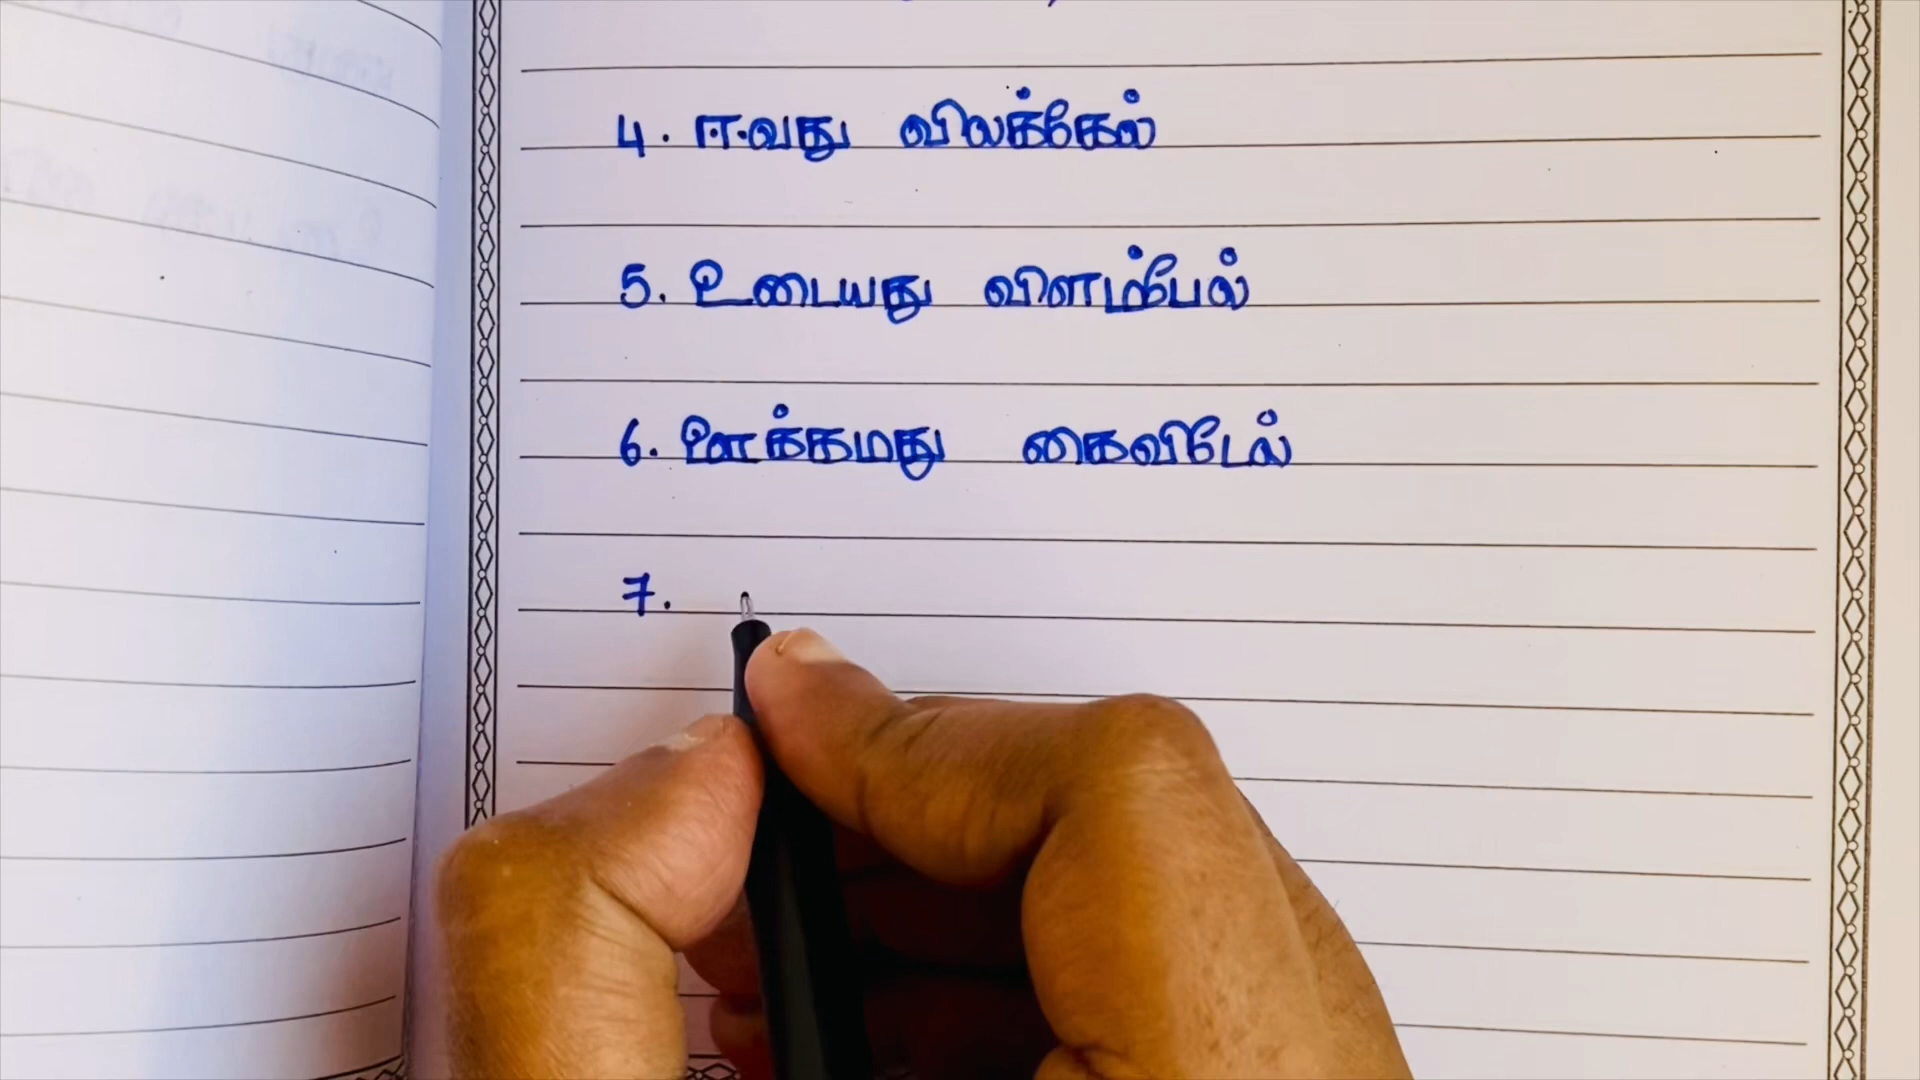 4. ஈவது விலக்கேல்
5. உடையது விளம்பேல்
6. ஊக்கமது கைவிடேல்
7.